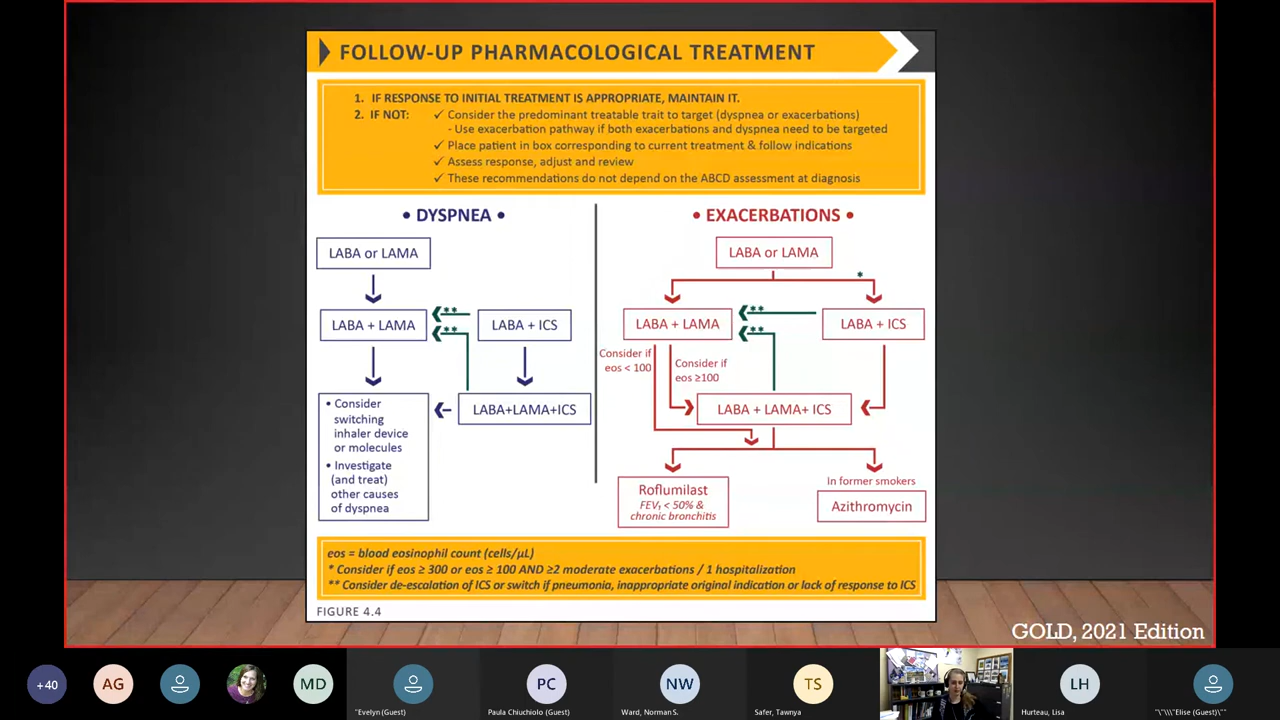 FOLLOW-UP PHARMACOLOGICAL TREATMENT
1. IF RESPONSE TO INITIAL TREATMENT IS APPROPRIATE, MAINTAIN IT.
2. IF NOT: ✓ Consider the predominant treatable trait to target (dyspnea or exacerbations)
- Use exacerbation pathway if both exacerbations and dyspnea need to be targeted
✓ Place patient in box corresponding to current treatment & follow indications
✓ Assess response, adjust and review
✓ These recommendations do not depend on the ABCD assessment at diagnosis
• DYSPNEA •
LABA or LAMA
LABA + LAMA
**
**
LABA + ICS
LABA+LAMA+ICS
• Consider
switching
inhaler device
or molecules
• Investigate
(and treat)
other causes
of dyspnea
• EXACERBATIONS •
LABA or LAMA
*
LABA + LAMA
**
**
LABA + ICS
Consider if
eos < 100
Consider if
eos ≥100
LABA + LAMA+ ICS
Roflumilast
FEV₁ < 50% &
chronic bronchitis
In former smokers
Azithromycin
eos = blood eosinophil count (cells/µL)
* Consider if eos ≥ 300 or eos ≥ 100 AND ≥2 moderate exacerbations / 1 hospitalization
** Consider de-escalation of ICS or switch if pneumonia, inappropriate original indication or lack of response to ICS
FIGURE 4.4
GOLD, 2021 Edition
+40
AG
MD
"Evelyn (Guest)
PC
Paula Chiuchiolo (Guest)
NW
Ward, Norman S.
TS
Safer, Tawnya
LH
Hurteau, Lisa
"\"\\\"Elise (Guest)\"